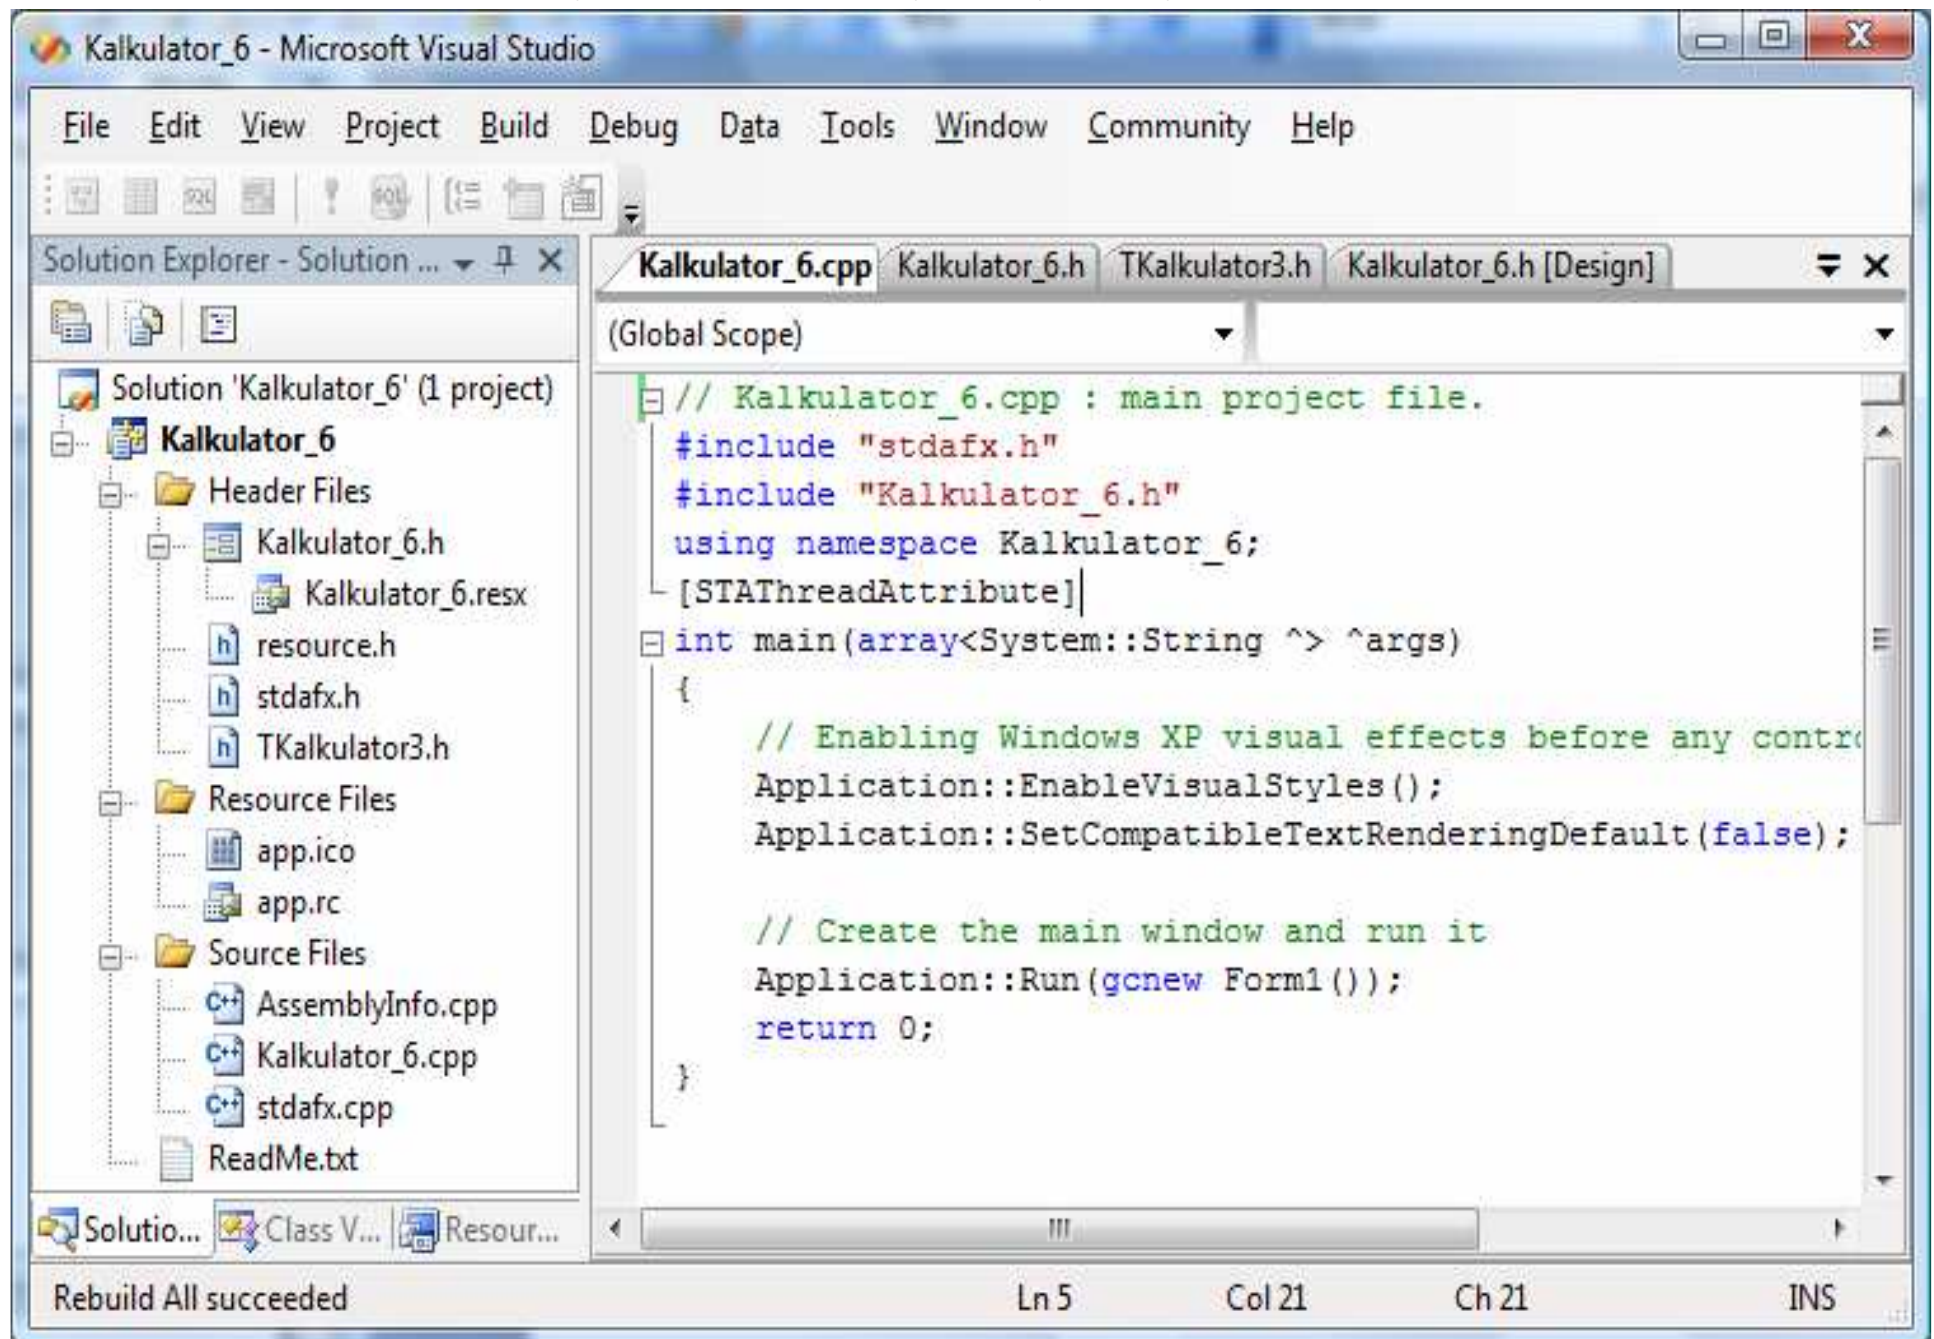 Kalkulator_6 - Microsoft Visual Studio
File Edit View Project Build Debug Data Tools Window Community Help
SQL SQL
Solution Explorer - Solution ...
Solution 'Kalkulator_6' (1 project)
Kalkulator_6
Header Files
Kalkulator_6.h
Kalkulator_6.resx
resource.h
stdafx.h
TKalkulator3.h
Resource Files
app.ico
app.rc
Source Files
AssemblyInfo.cpp
Kalkulator_6.cpp
stdafx.cpp
ReadMe.txt
Solutio... Class V... Resour...
Kalkulator_6.cpp Kalkulator_6.h TKalkulator3.h Kalkulator_6.h [Design]
(Global Scope)
// Kalkulator_6.cpp : main project file.
#include "stdafx.h"
#include "Kalkulator_6.h"
using namespace Kalkulator_6;
[STAThreadAttribute]
int main(array<System::String ^> ^args)
{
// Enabling Windows XP visual effects before any contro
Application::EnableVisualStyles();
Application::SetCompatibleTextRenderingDefault(false);
// Create the main window and run it
Application::Run(gcnew Form1());
return 0;
}
Rebuild All succeeded Ln 5 Col 21 Ch 21 INS